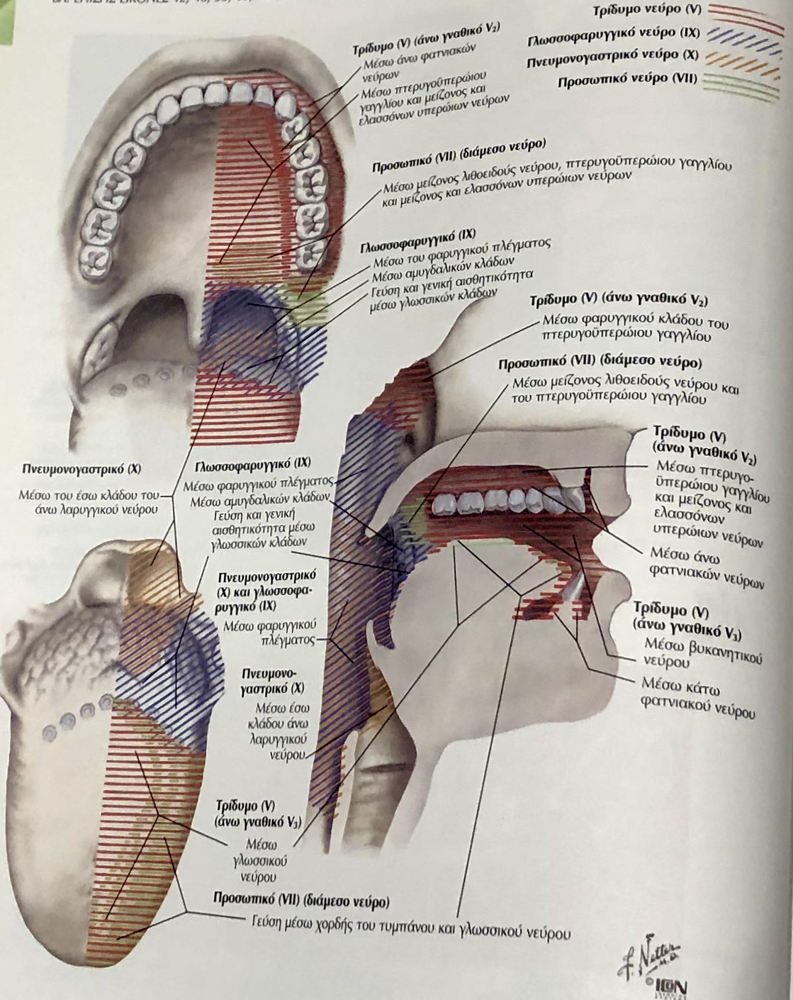 Τρίδυμο νεύρο (V)
Γλωσσοφαρυγγικό νεύρο (IX)
Πνευμονογαστρικό νεύρο (X)
Προσωπικό νεύρο (VII)
Τρίδυμο (V) (άνω γναθικό V₂)
Μέσω άνω φατνιακών
νεύρων
Μέσω πτερυγοϋπερώιου
γαγγλίου και μείζονος και
ελασσόνων υπερώιων νεύρων
Προσωπικό (VII) (διάμεσο νεύρο)
Μέσω μείζονος λιθοειδούς νεύρου, πτερυγοϋπερώιου γαγγλίου
και μείζονος και ελασσόνων υπερώιων νεύρων
Γλωσσοφαρυγγικό (IX)
Μέσω του φαρυγγικού πλέγματος
Μέσω αμυγδαλικών κλάδων
Γεύση και γενική αισθητικότητα
μέσω γλωσσικών κλάδων
Τρίδυμο (V) (άνω γναθικό V₂)
Μέσω φαρυγγικού κλάδου του
πτερυγοϋπερώιου γαγγλίου
Προσωπικό (VII) (διάμεσο νεύρο)
Μέσω μείζονος λιθοειδούς νεύρου και
του πτερυγοϋπερώιου γαγγλίου
Τρίδυμο (V)
(άνω γναθικό V₂)
Μέσω πτερυγο-
ϋπερώιου γαγγλίου
και μείζονος και
ελασσόνων
υπερώιων νεύρων
Μέσω άνω
φατνιακών νεύρων
Τρίδυμο (V)
(άνω γναθικό V₃)
Μέσω βυκανητικού
νεύρου
Μέσω κάτω
φατνιακού νεύρου
Πνευμονογαστρικό (X)
Μέσω του έσω κλάδου του
άνω λαρυγγικού νεύρου
Γλωσσοφαρυγγικό (IX)
Μέσω φαρυγγικού πλέγματος
Μέσω αμυγδαλικών κλάδων
Γεύση και γενική
αισθητικότητα μέσω
γλωσσικών κλάδων
Πνευμονογαστρικό
(X) και γλωσσοφα-
ρυγγικό (IX)
Μέσω φαρυγγικού
πλέγματος
Πνευμονο-
γαστρικό (X)
Μέσω έσω
κλάδου άνω
λαρυγγικού
νεύρου
Τρίδυμο (V)
(άνω γναθικό V₃)
Μέσω
γλωσσικού
νεύρου
Προσωπικό (VII) (διάμεσο νεύρο)
Γεύση μέσω χορδής του τυμπάνου και γλωσσικού νεύρου
F. Netter
M.D.
© ICON